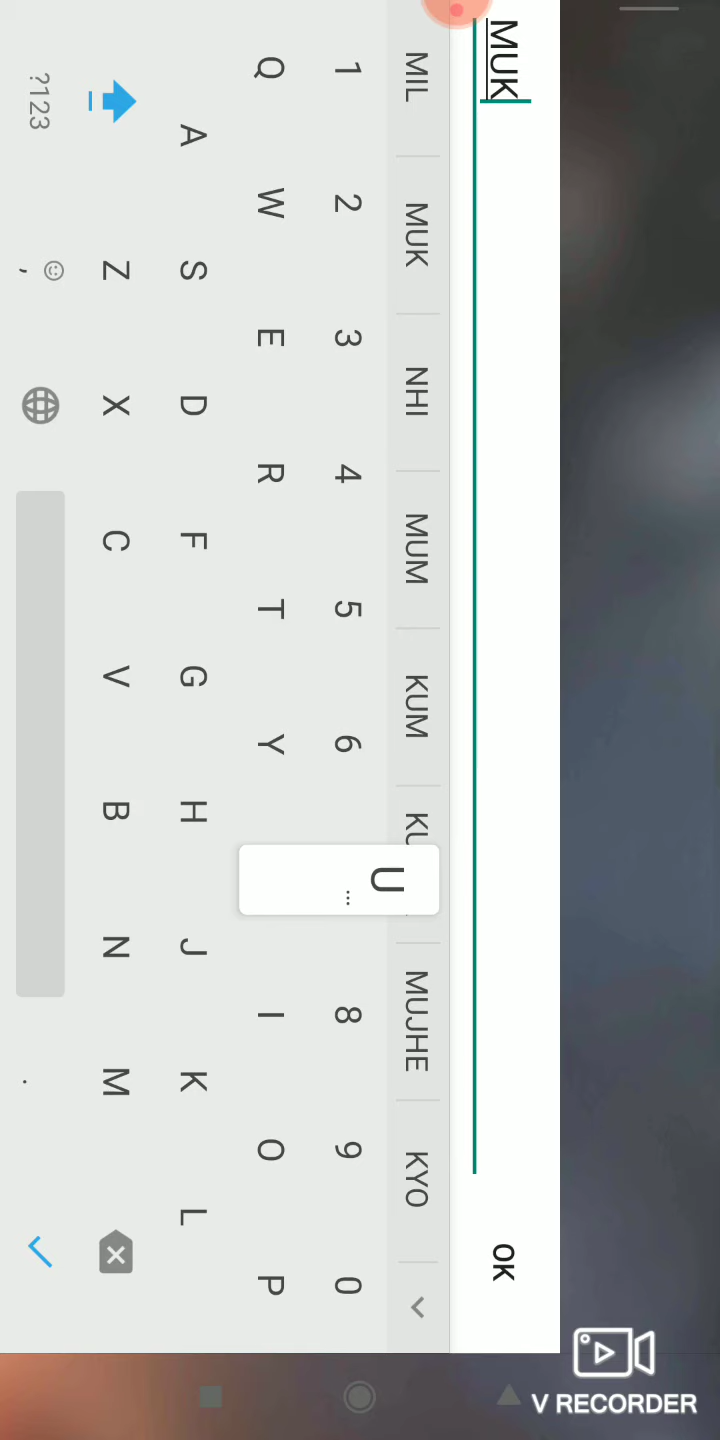 MUK
OK
MIL MUK NHI MUM KUM KU MUJHE KYO
1 2 3 4 5 6 8 9 0
Q W E R T Y U ... I O P
A S D F G H J K L
Z X C V B N M
?123 , .
V RECORDER